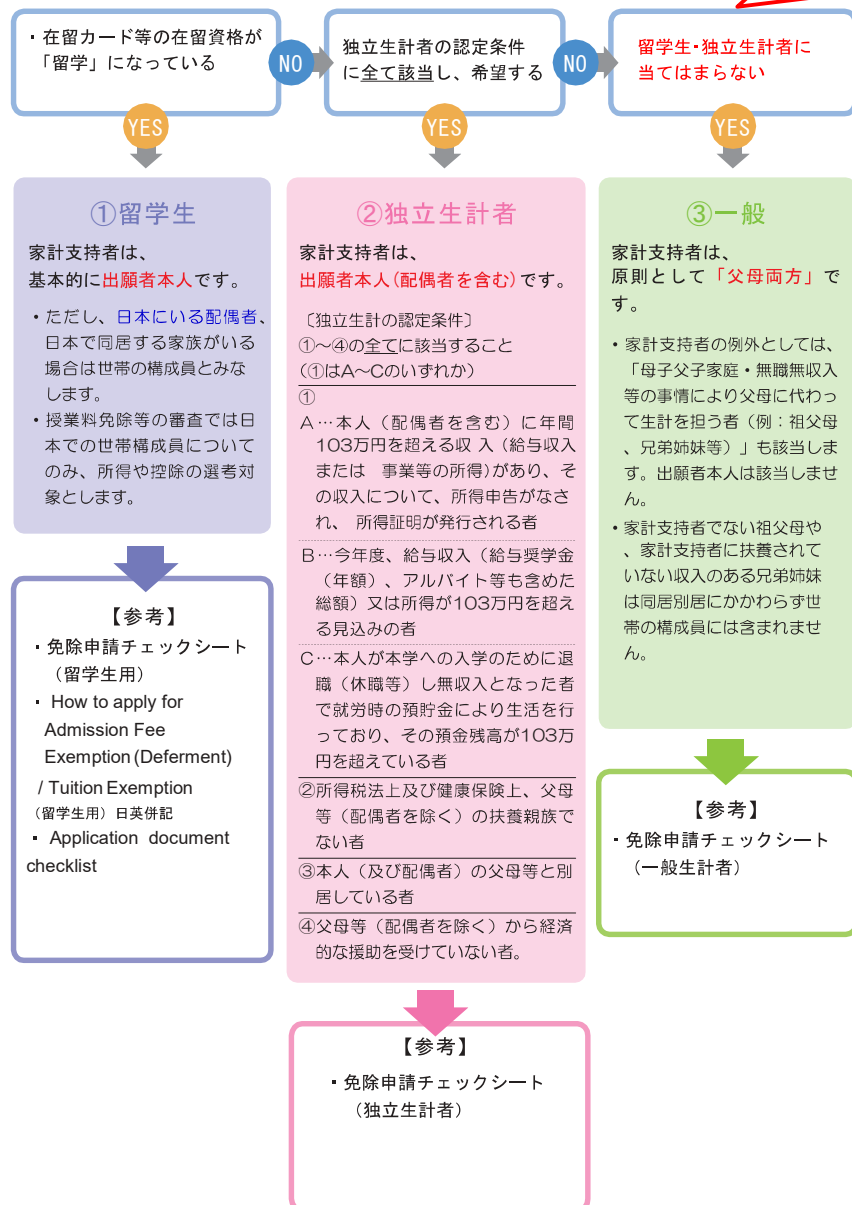 ・在留カード等の在留資格が
「留学」になっている
NO
独立生計者の認定条件
に全て該当し、希望する
NO
留学生・独立生計者に
当てはまらない
YES
YES
YES
①留学生
家計支持者は、
基本的に出願者本人です。
・ただし、日本にいる配偶者、
日本で同居する家族がいる
場合は世帯の構成員とみな
します。
・授業料免除等の審査では日
本での世帯構成員について
のみ、所得や控除の選考対
象とします。
【参考】
・免除申請チェックシート
（留学生用）
・ How to apply for
Admission Fee
Exemption (Deferment)
/ Tuition Exemption
（留学生用）日英併記
・ Application document
checklist
②独立生計者
家計支持者は、
出願者本人(配偶者を含む)です。
〔独立生計の認定条件〕
①～④の全てに該当すること
（①はA～Cのいずれか）
①
A…本人（配偶者を含む）に年間
103万円を超える収 入（給与収入
または 事業等の所得)があり、そ
の収入について、所得申告がなさ
れ、 所得証明が発行される者
B…今年度、給与収入（給与奨学金
（年額）、アルバイト等も含めた
総額）又は所得が103万円を超え
る見込みの者
C…本人が本学への入学のために退
職（休職等）し無収入となった者
で就労時の預貯金により生活を行
っており、その預金残高が103万
円を超えている者
②所得税法上及び健康保険上、父母
等（配偶者を除く）の扶養親族で
ない者
③本人（及び配偶者）の父母等と別
居している者
④父母等（配偶者を除く）から経済
的な援助を受けていない者。
【参考】
・免除申請チェックシート
（独立生計者）
③一般
家計支持者は、
原則として「父母両方」で
す。
・家計支持者の例外としては、
「母子父子家庭・無職無収入
等の事情により父母に代わっ
て生計を担う者（例：祖父母
、兄弟姉妹等）」も該当しま
す。出願者本人は該当しませ
ん。
・家計支持者でない祖父母や
、家計支持者に扶養されて
いない収入のある兄弟姉妹
は同居別居にかかわらず世
帯の構成員には含まれませ
ん。
【参考】
・免除申請チェックシート
（一般生計者）